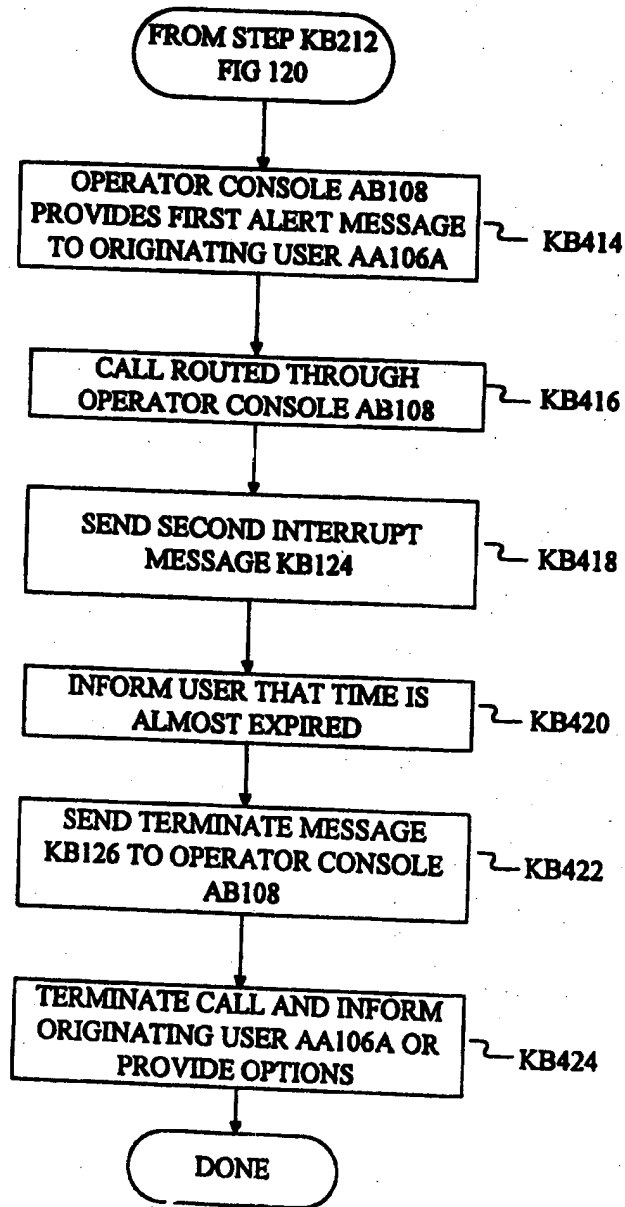 FROM STEP KB212
FIG 120
OPERATOR CONSOLE AB108
PROVIDES FIRST ALERT MESSAGE
TO ORIGINATING USER AA106A
KB414
CALL ROUTED THROUGH
OPERATOR CONSOLE AB108
KB416
SEND SECOND INTERRUPT
MESSAGE KB124
KB418
INFORM USER THAT TIME IS
ALMOST EXPIRED
KB420
SEND TERMINATE MESSAGE
KB126 TO OPERATOR CONSOLE
AB108
KB422
TERMINATE CALL AND INFORM
ORIGINATING USER AA106A OR
PROVIDE OPTIONS
KB424
DONE